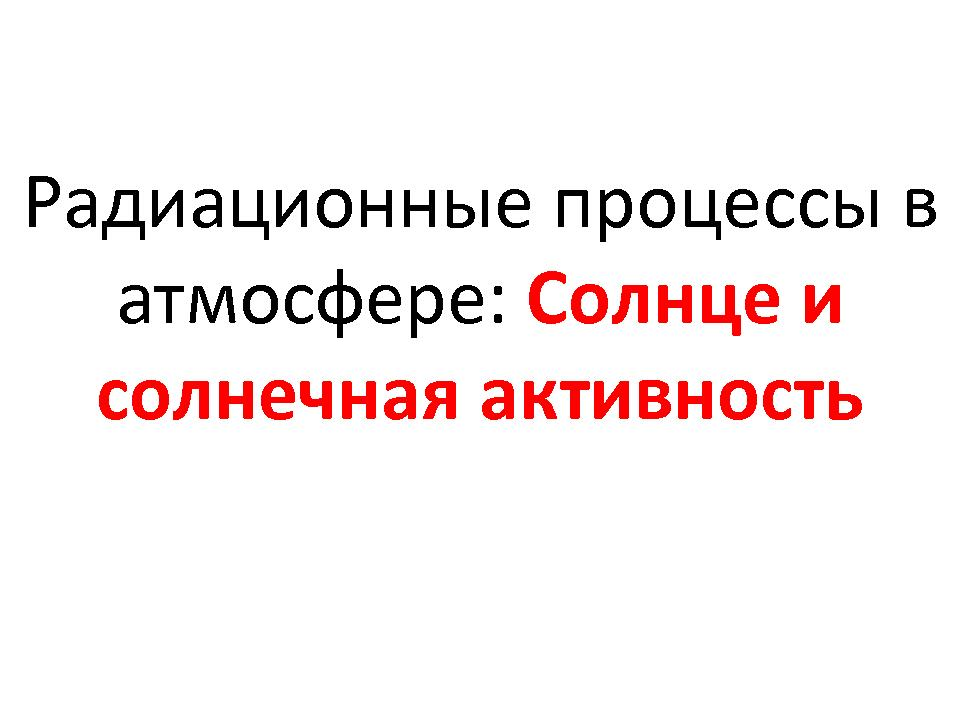 Радиационные процессы в
атмосфере: Солнце и
солнечная активность